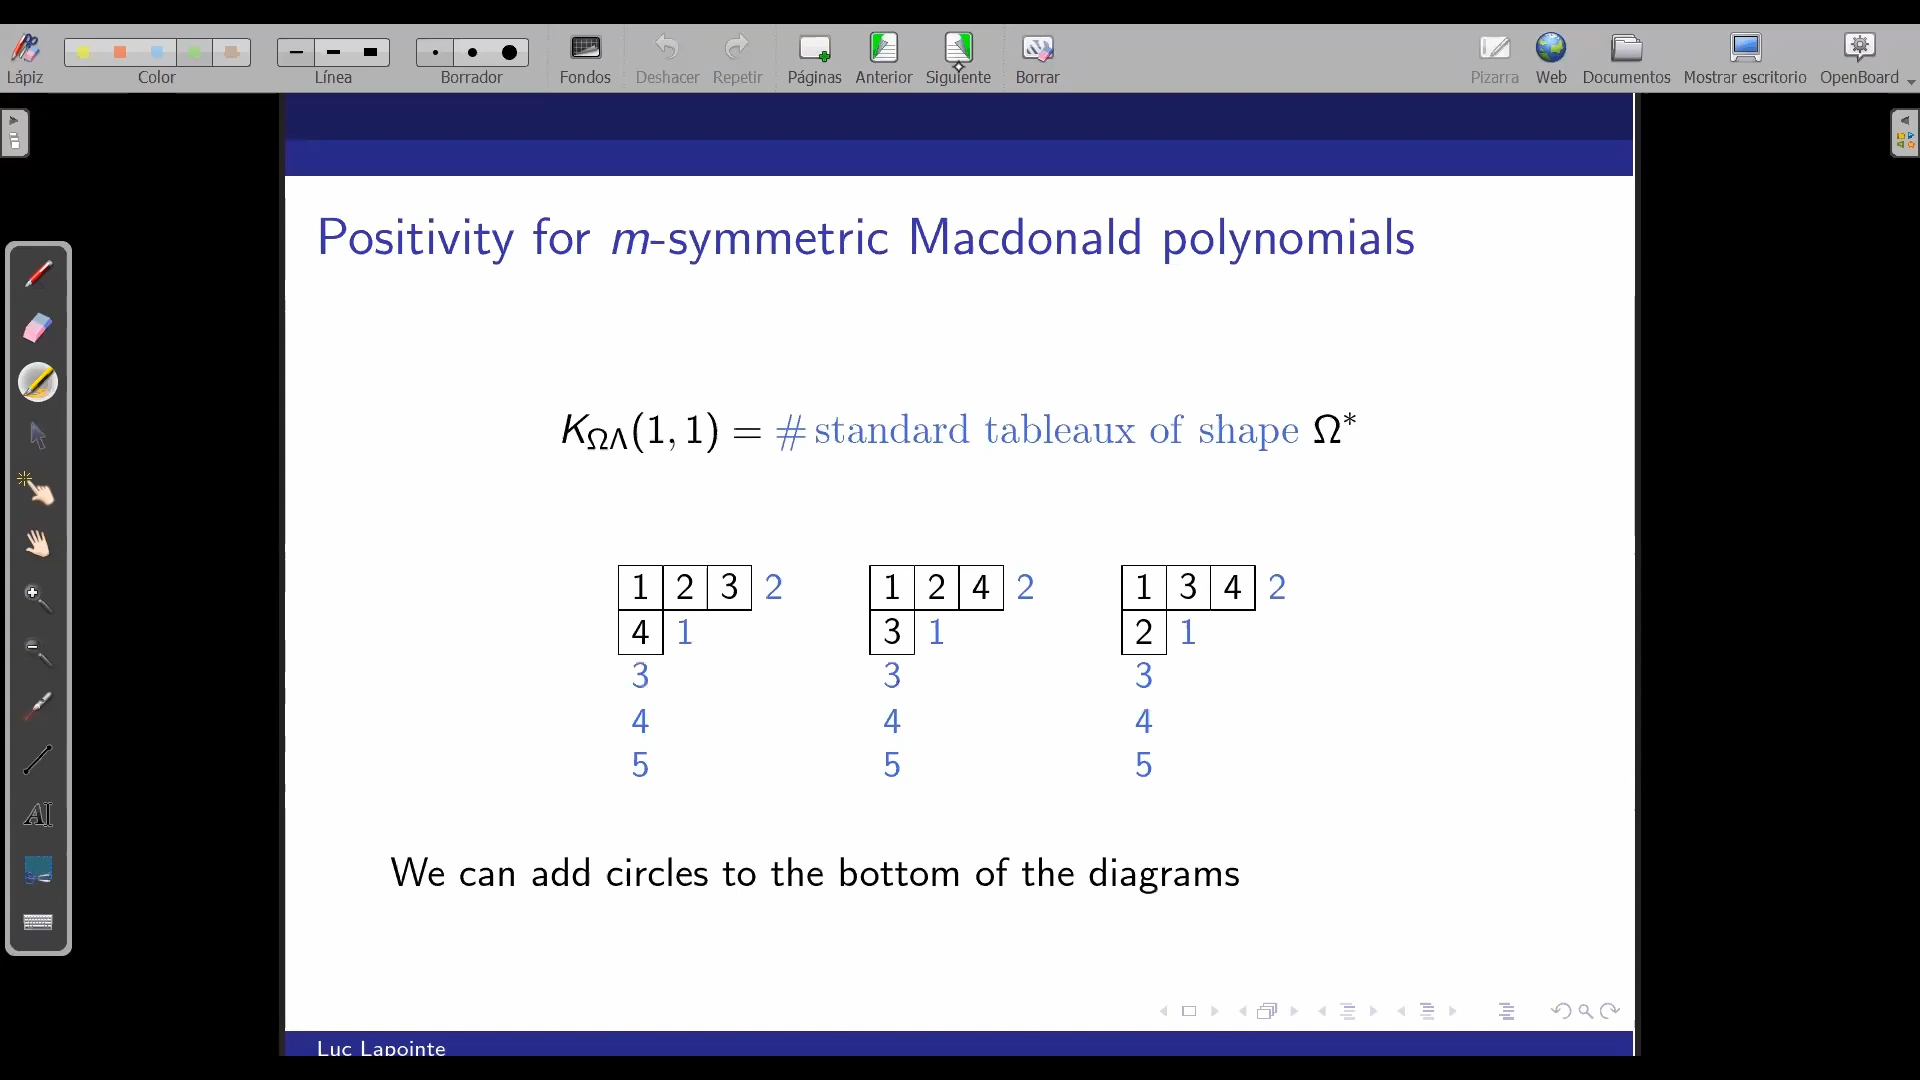 Lápiz Color Línea Borrador Fondos Deshacer Repetir Páginas Anterior Siguiente Borrar Pizarra Web Documentos Mostrar escritorio OpenBoard
Positivity for m-symmetric Macdonald polynomials
K_{ΩΛ}(1, 1) = # standard tableaux of shape Ω*
1 2 3 2 1 2 4 2 1 3 4 2
4 1 3 1 2 1
3 3 3
4 4 4
5 5 5
We can add circles to the bottom of the diagrams
Luc Lapointe